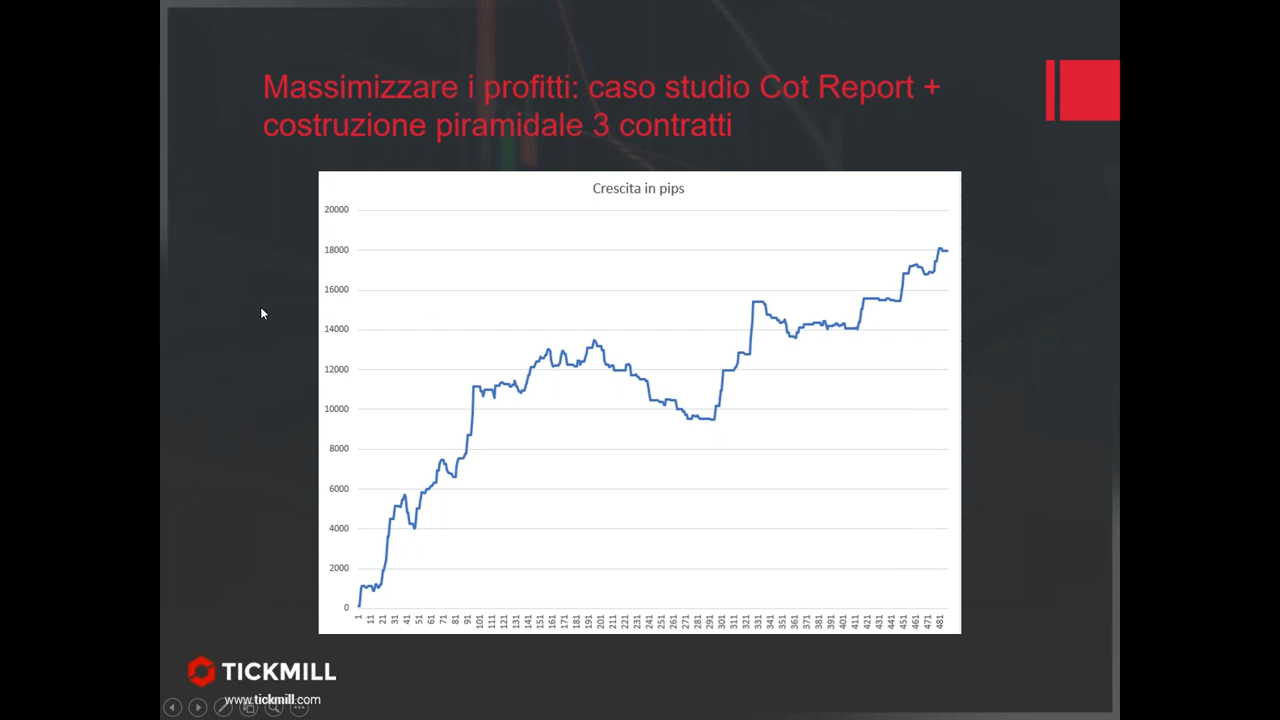 Massimizzare i profitti: caso studio Cot Report +
costruzione piramidale 3 contratti
Crescita in pips
20000
18000
16000
14000
12000
10000
8000
6000
4000
2000
0
1 11 21 31 41 51 61 71 81 91 101 111 121 131 141 151 161 171 181 191 201 211 221 231 241 251 261 271 281 291 301 311 321 331 341 351 361 371 381 391 401 411 421 431 441 451 461 471 481
TICKMILL
www.tickmill.com